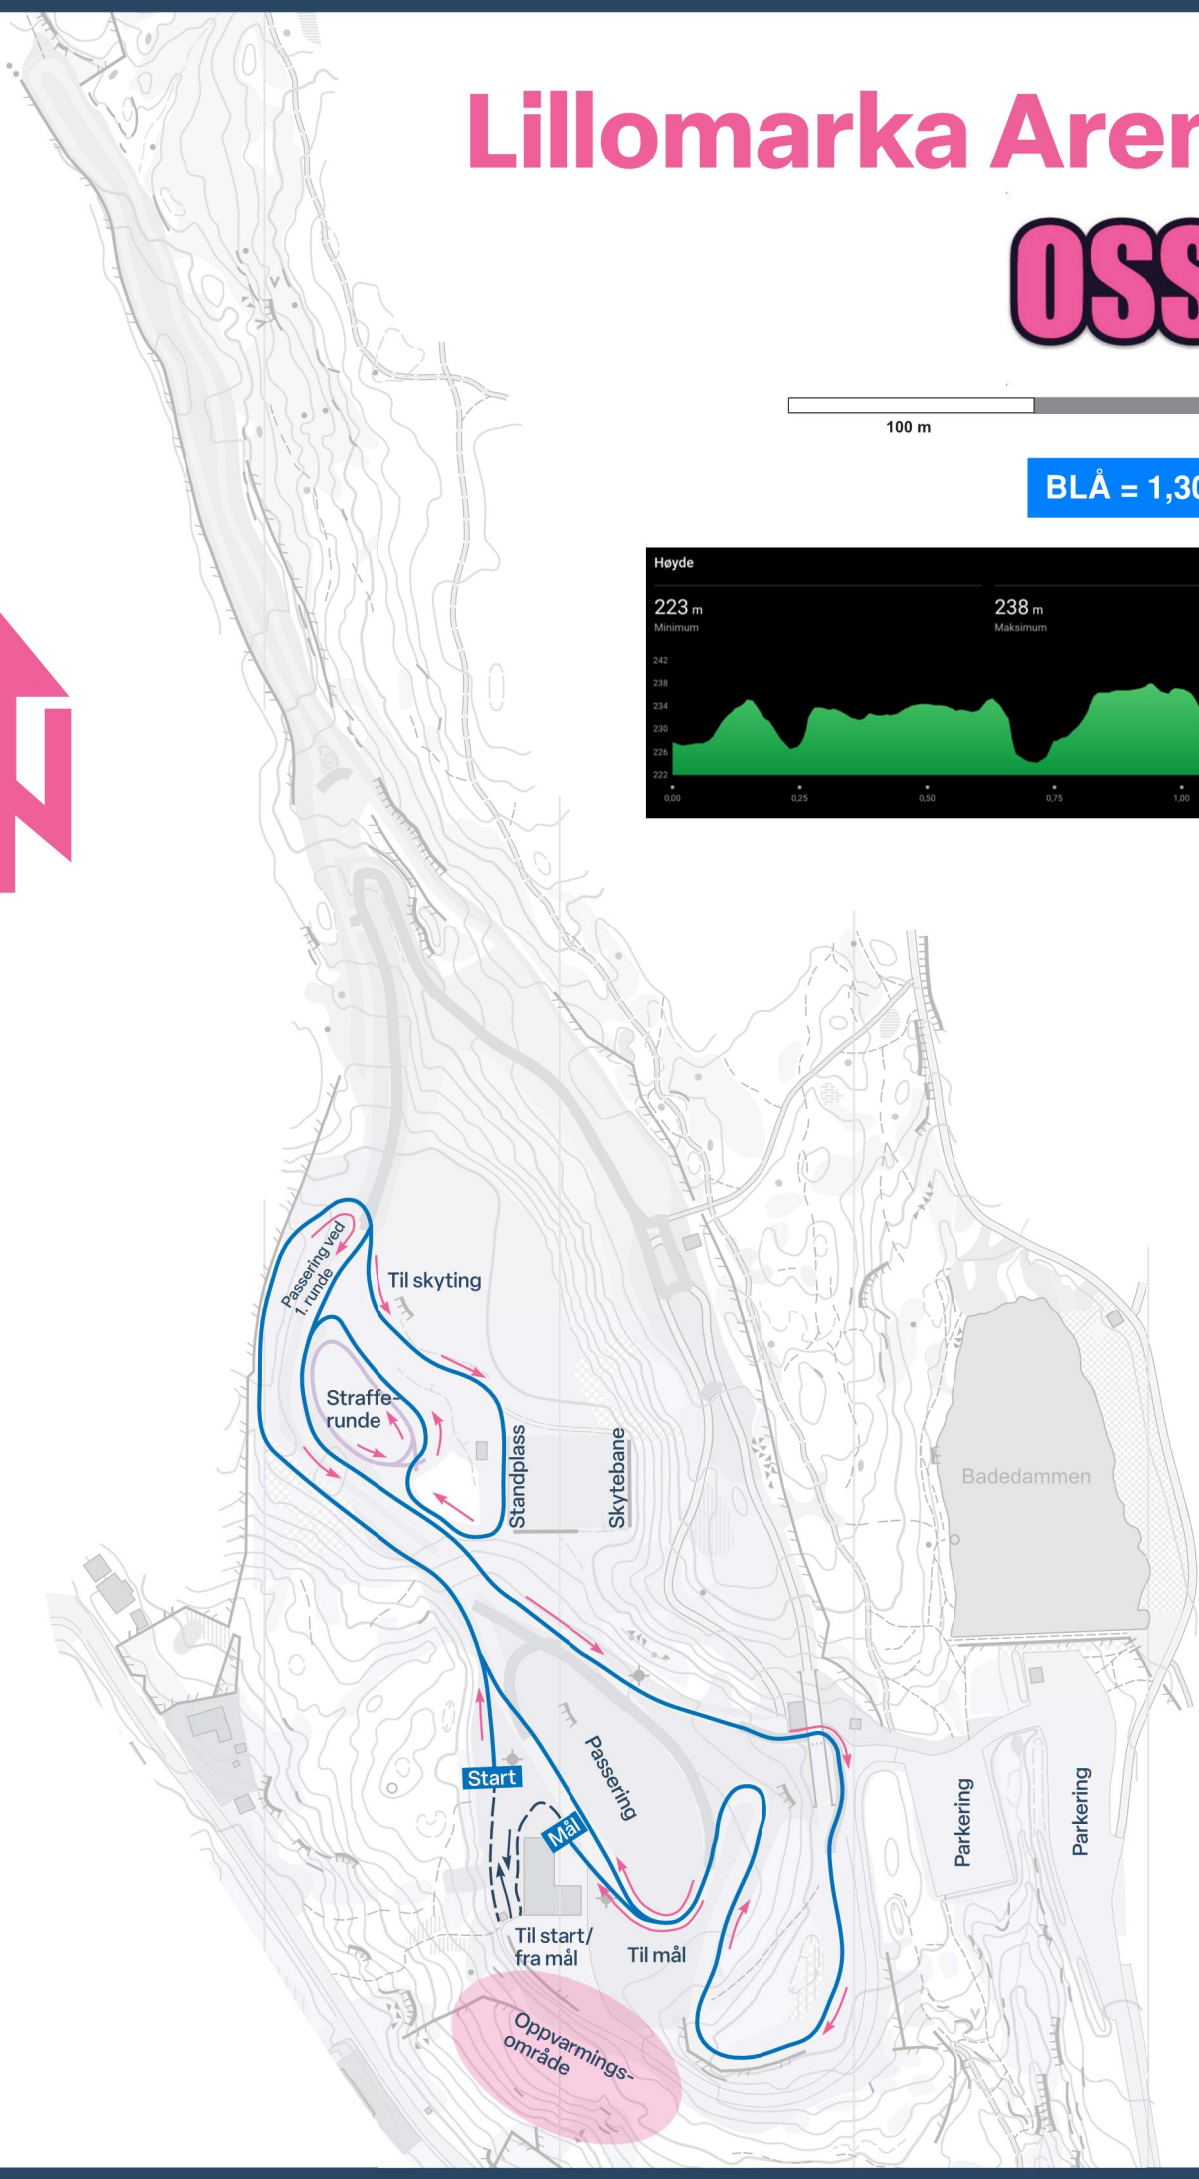 Lillomarka Aren
OSS
100 m
BLÅ = 1,30
Høyde
223 m
Minimum
238 m
Maksimum
242
238
234
230
226
222
0,00
0,25
0,50
0,75
1,00
N
Passering ved
1. runde
Til skyting
Straffe-
runde
Standplass
Skytebane
Badedammen
Start
Passering
Mål
Parkering
Parkering
Til start/
fra mål
Til mål
Oppvarmings-
område